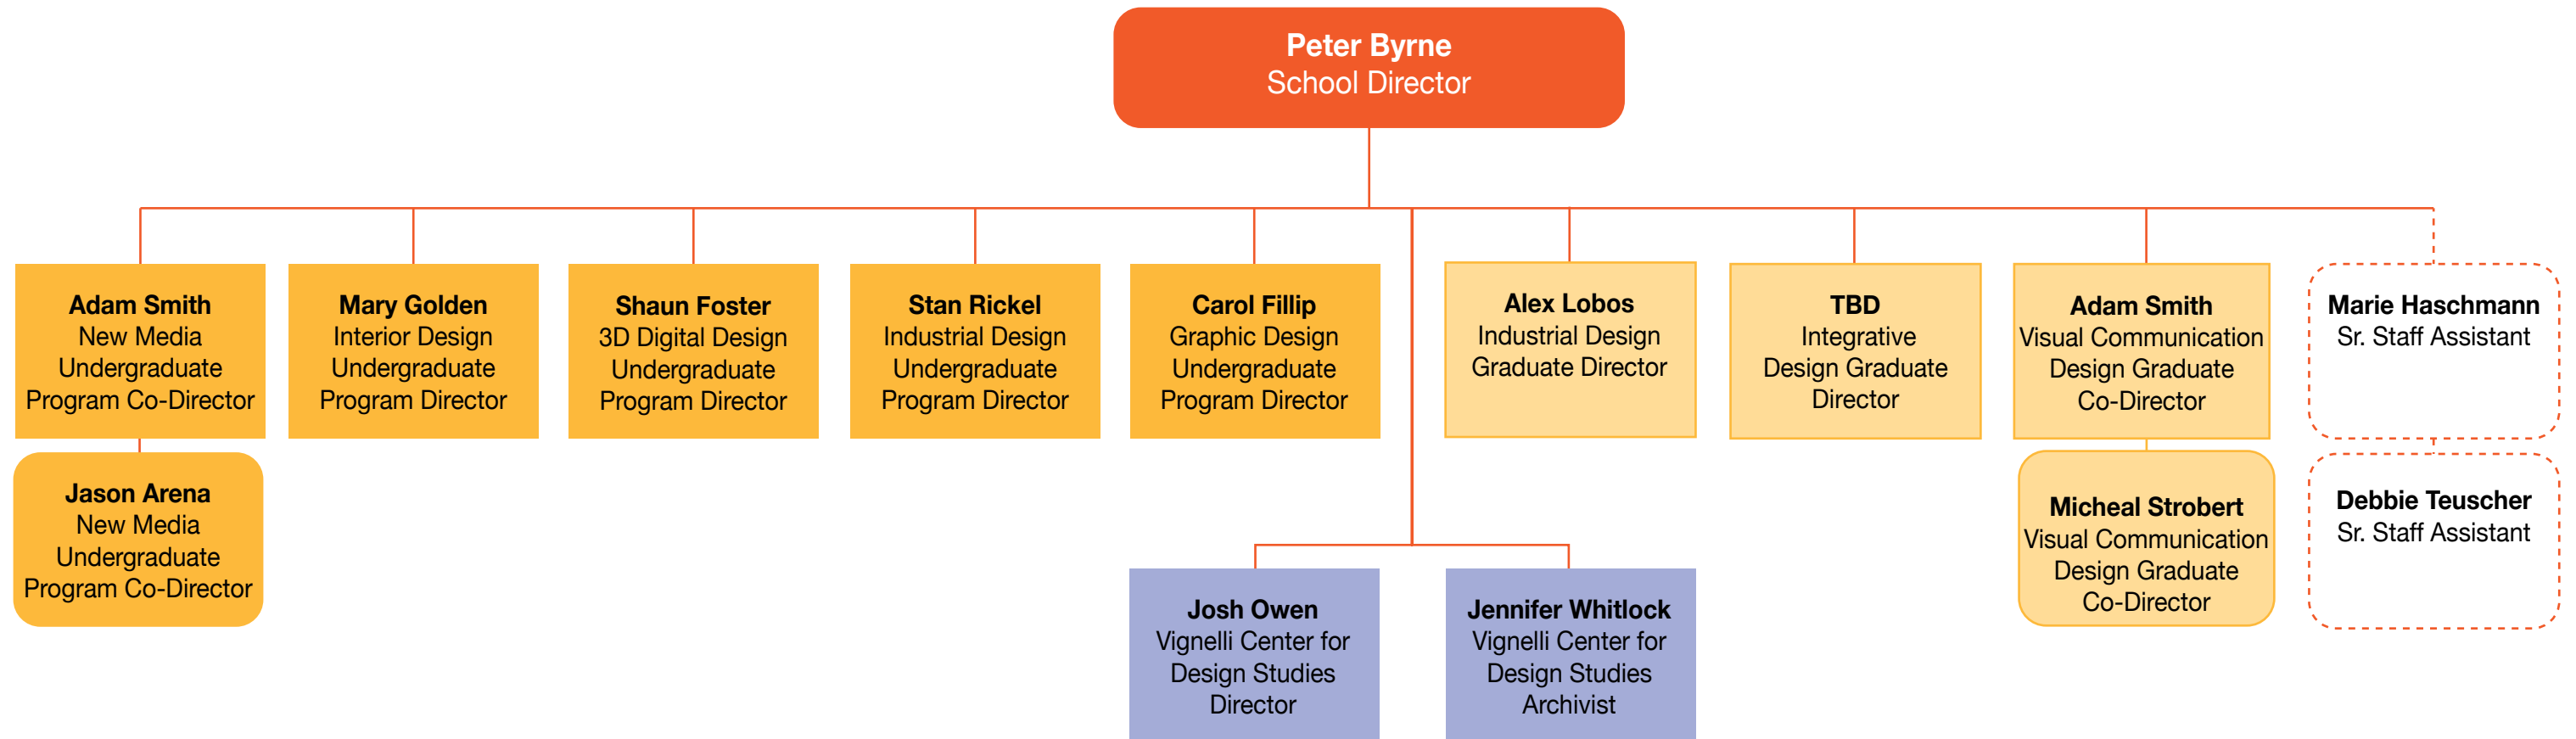 Peter Byrne
School Director
Adam Smith
New Media
Undergraduate
Program Co-Director
Mary Golden
Interior Design
Undergraduate
Program Director
Shaun Foster
3D Digital Design
Undergraduate
Program Director
Stan Rickel
Industrial Design
Undergraduate
Program Director
Carol Fillip
Graphic Design
Undergraduate
Program Director
Alex Lobos
Industrial Design
Graduate Director
TBD
Integrative
Design Graduate
Director
Adam Smith
Visual Communication
Design Graduate
Co-Director
Marie Haschmann
Sr. Staff Assistant
Jason Arena
New Media
Undergraduate
Program Co-Director
Micheal Strobert
Visual Communication
Design Graduate
Co-Director
Debbie Teuscher
Sr. Staff Assistant
Josh Owen
Vignelli Center for
Design Studies
Director
Jennifer Whitlock
Vignelli Center for
Design Studies
Archivist